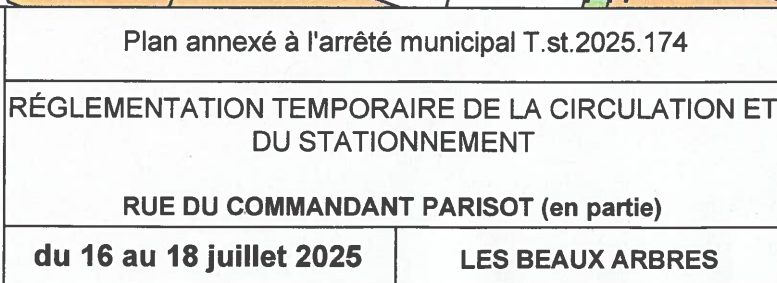 Plan annexé à l'arrêté municipal T.st.2025.174
RÉGLEMENTATION TEMPORAIRE DE LA CIRCULATION ET
DU STATIONNEMENT
RUE DU COMMANDANT PARISOT (en partie)
du 16 au 18 juillet 2025
LES BEAUX ARBRES